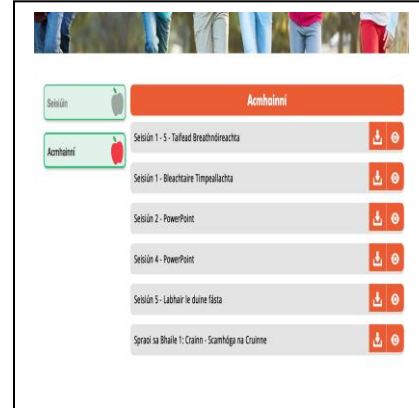 Seisiúin
Acmhainní
Acmhainní
Seisiún 1 - 5 - Taifead Breathnóireachta
Seisiún 1 - Bleachtaire Timpeallachta
Seisiún 2 - PowerPoint
Seisiún 4 - PowerPoint
Seisiún 5 - Labhair le duine fásta
Spraoi sa Bhaile 1: Crainn - Scamhóga na Cruinne